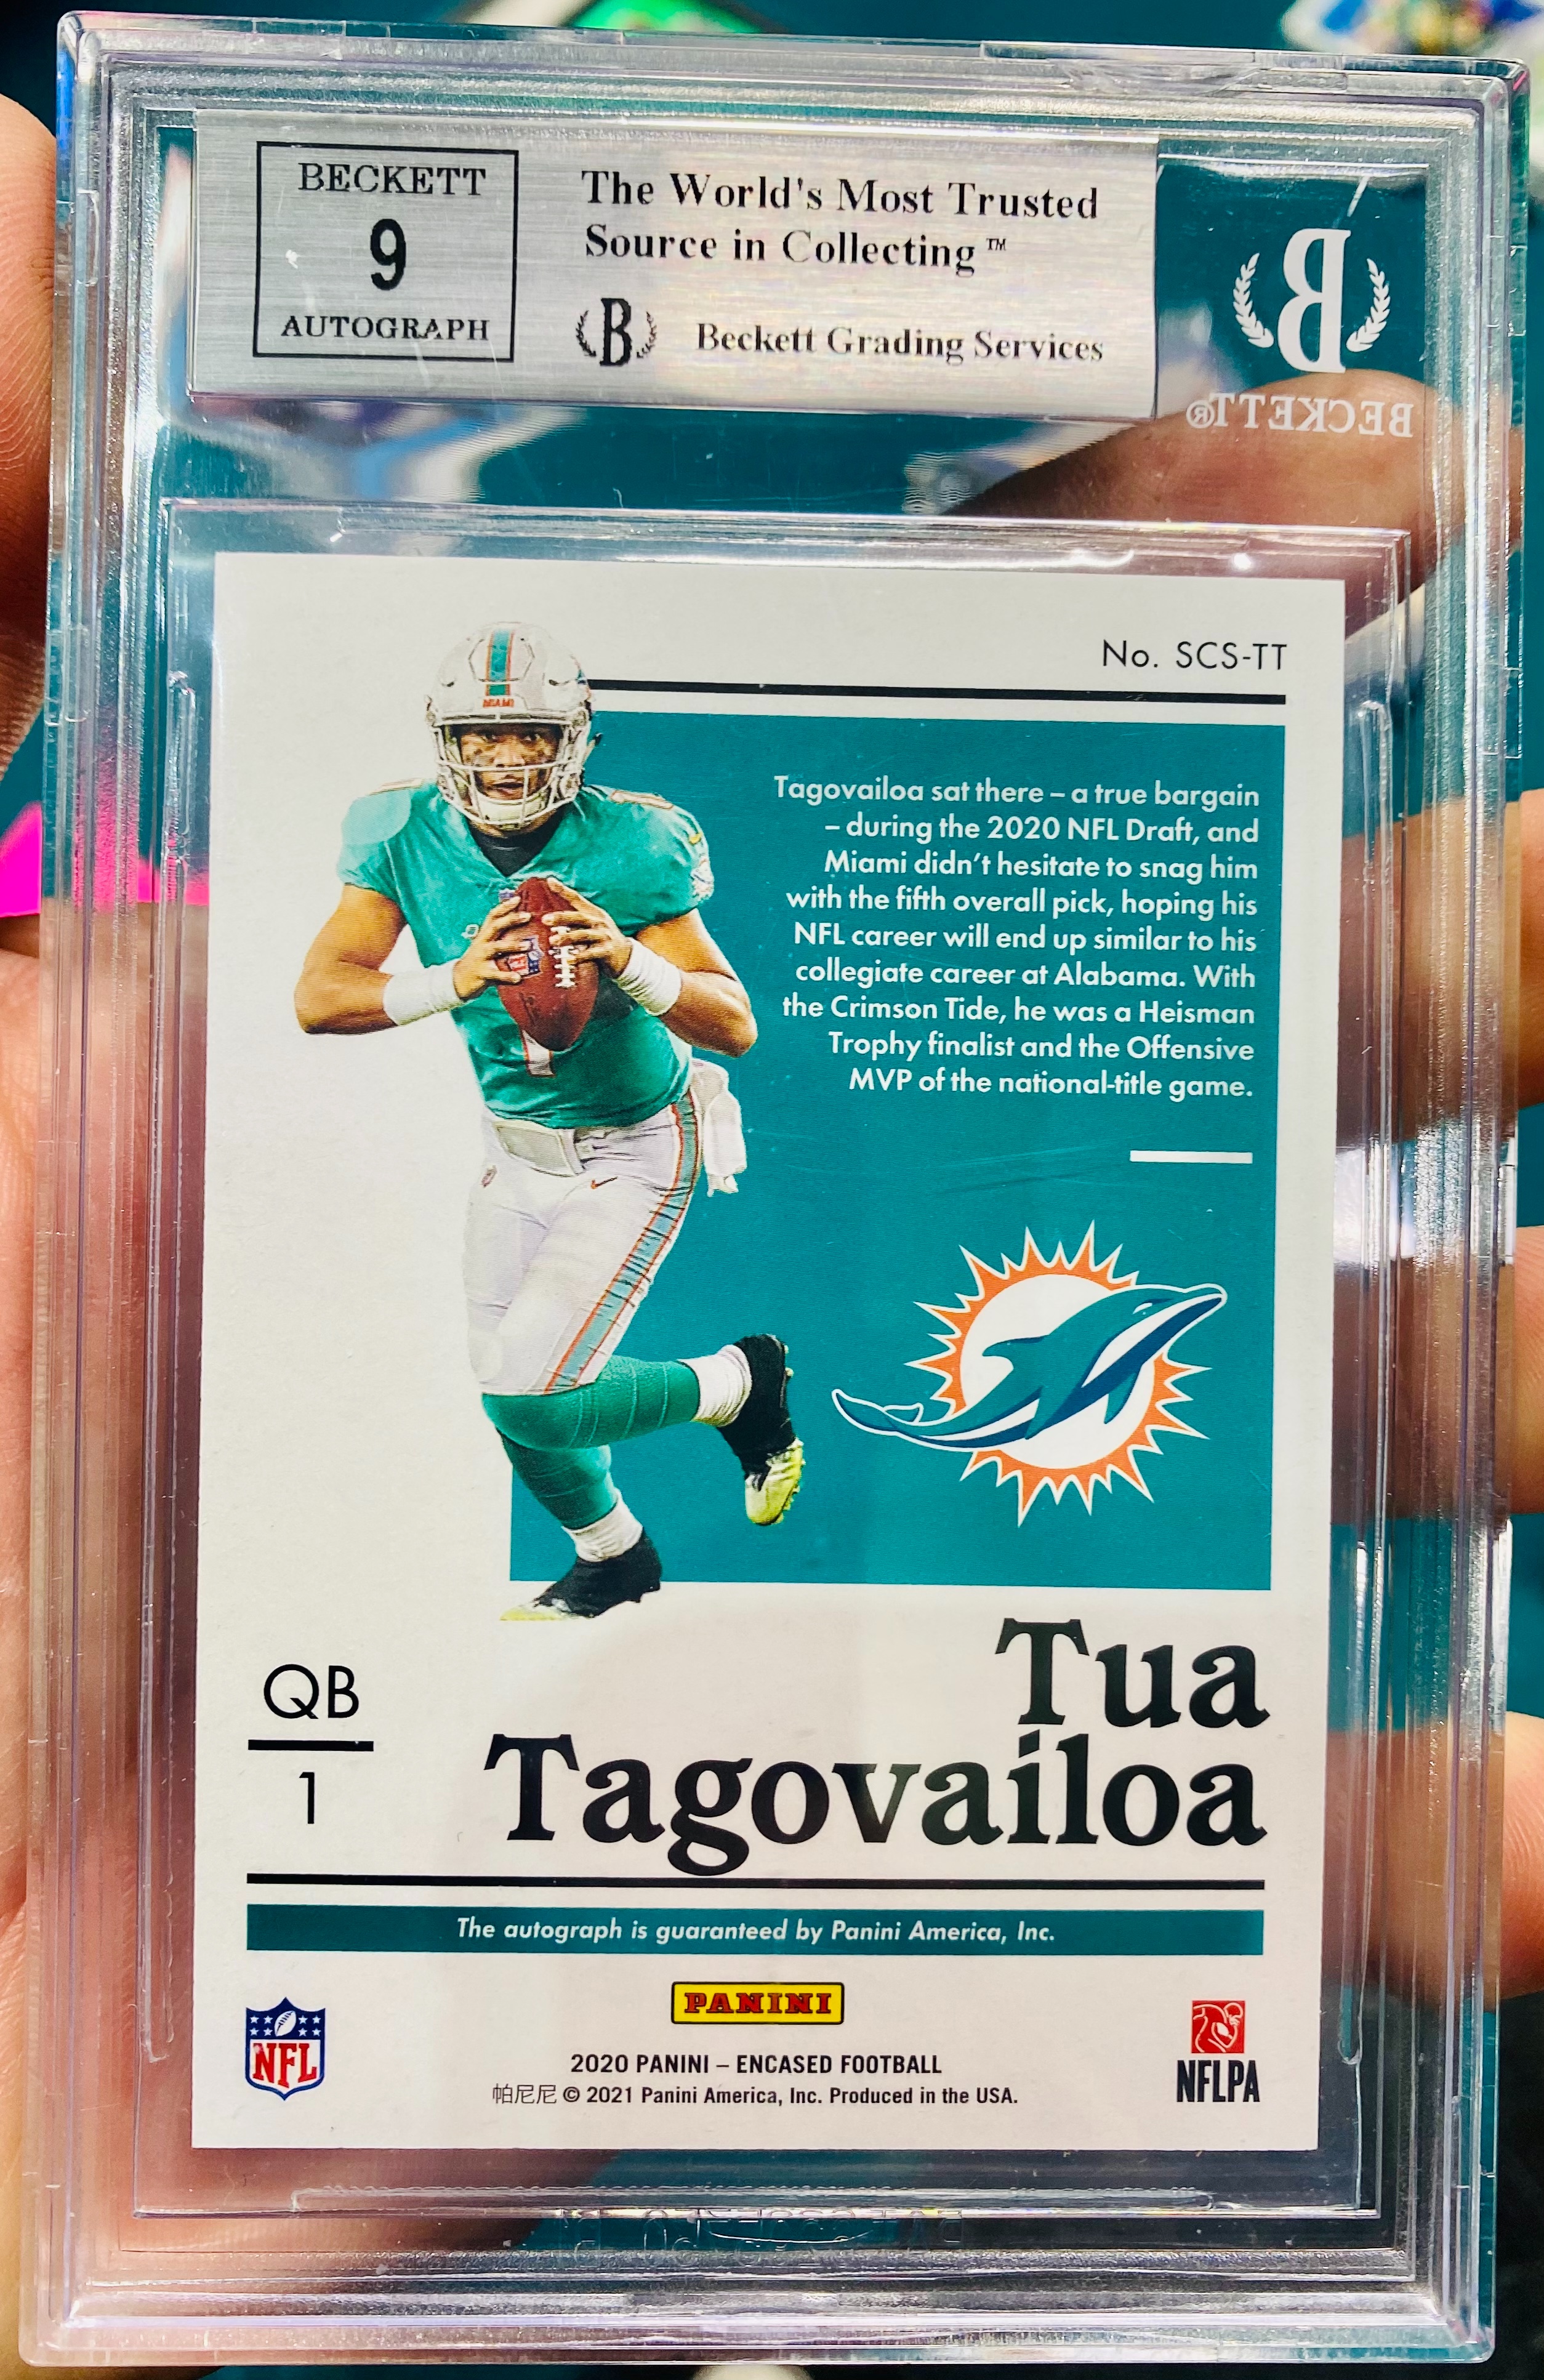 BECKETT
9
AUTOGRAPH
The World's Most Trusted
Source in Collecting™
B
Beckett Grading Services
B
BECKETT®
No. SCS-TT
MIAMI
Tagovailoa sat there – a true bargain
– during the 2020 NFL Draft, and
Miami didn't hesitate to snag him
with the fifth overall pick, hoping his
NFL career will end up similar to his
collegiate career at Alabama. With
the Crimson Tide, he was a Heisman
Trophy finalist and the Offensive
MVP of the national-title game.
QB
1
Tua
Tagovailoa
The autograph is guaranteed by Panini America, Inc.
PANINI
NFL
2020 PANINI – ENCASED FOOTBALL
帕尼尼 © 2021 Panini America, Inc. Produced in the USA.
NFLPA